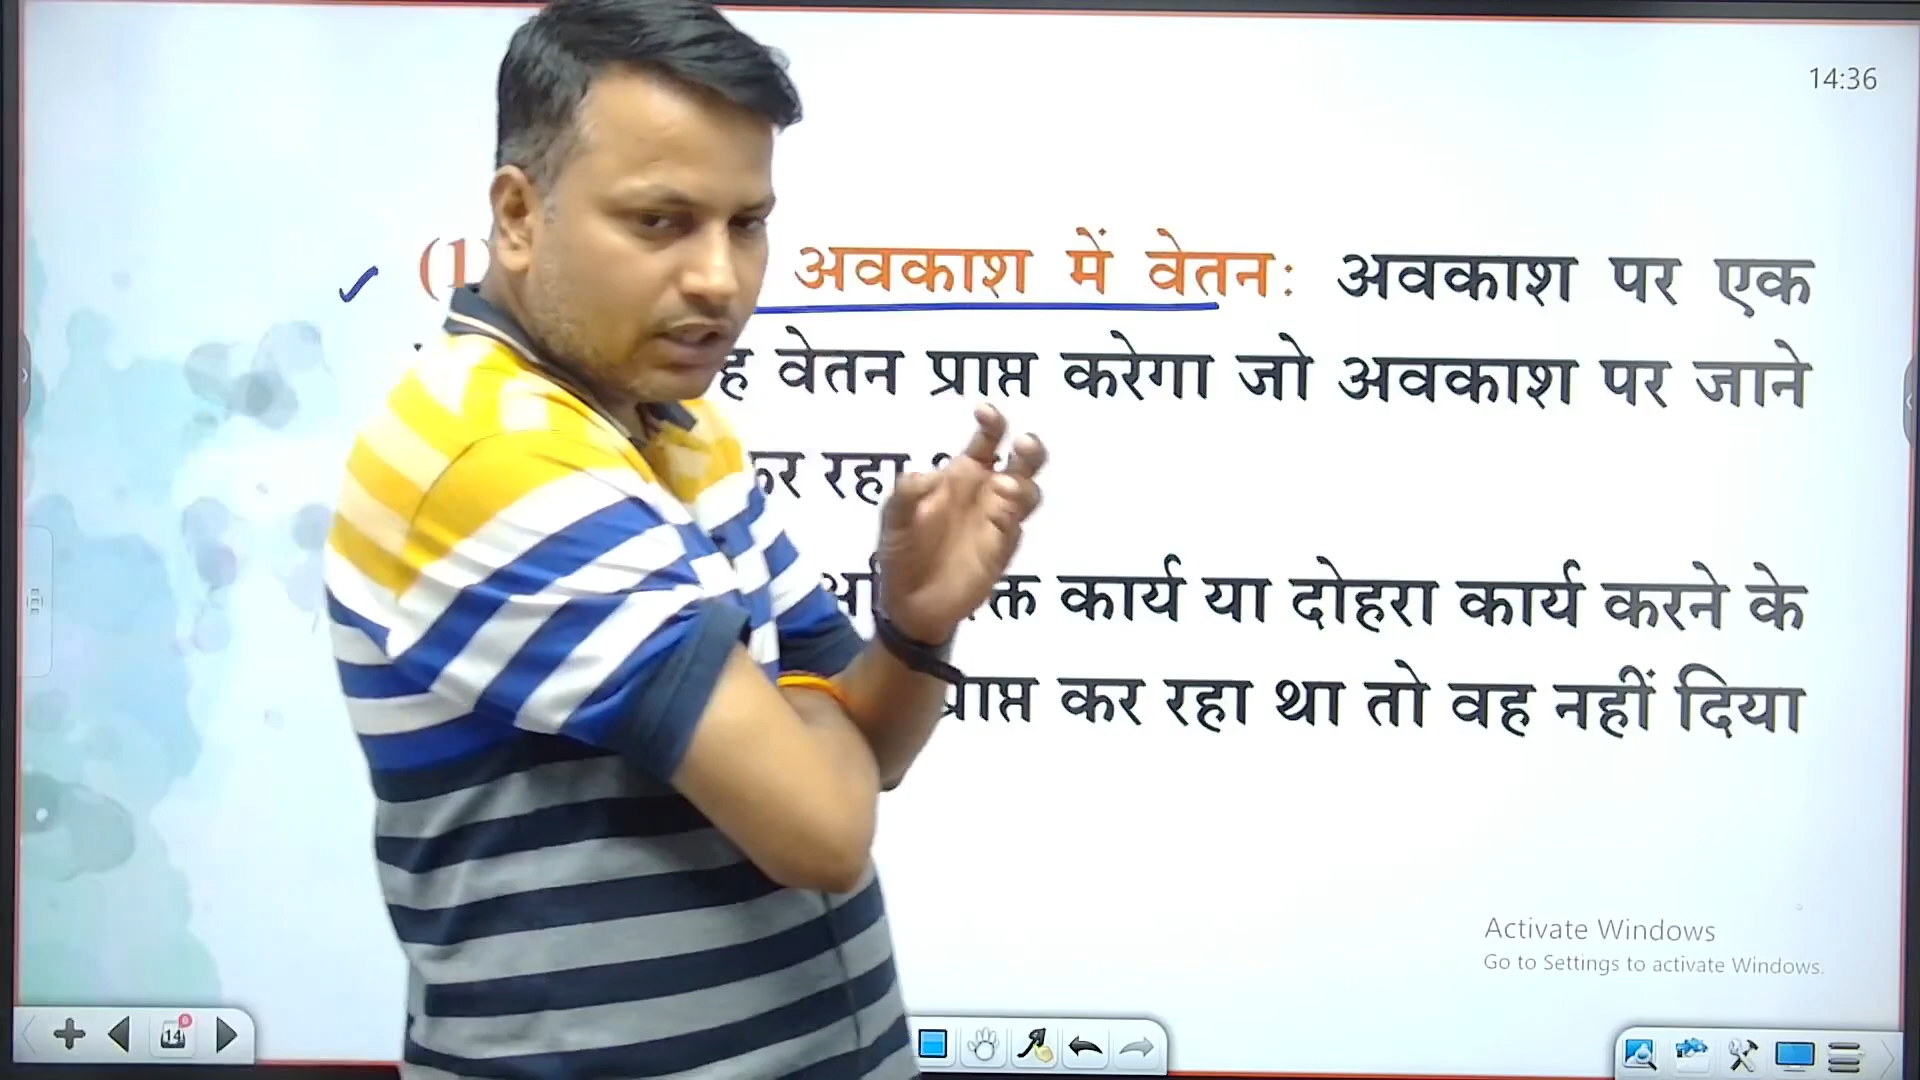 14:36
(1 अवकाश में वेतन: अवकाश पर एक
वेतन प्राप्त करेगा जो अवकाश पर जाने
कर रहा
कार्य या दोहरा कार्य करने के
प्राप्त कर रहा था तो वह नहीं दिया
Activate Windows
Go to Settings to activate Windows.
14